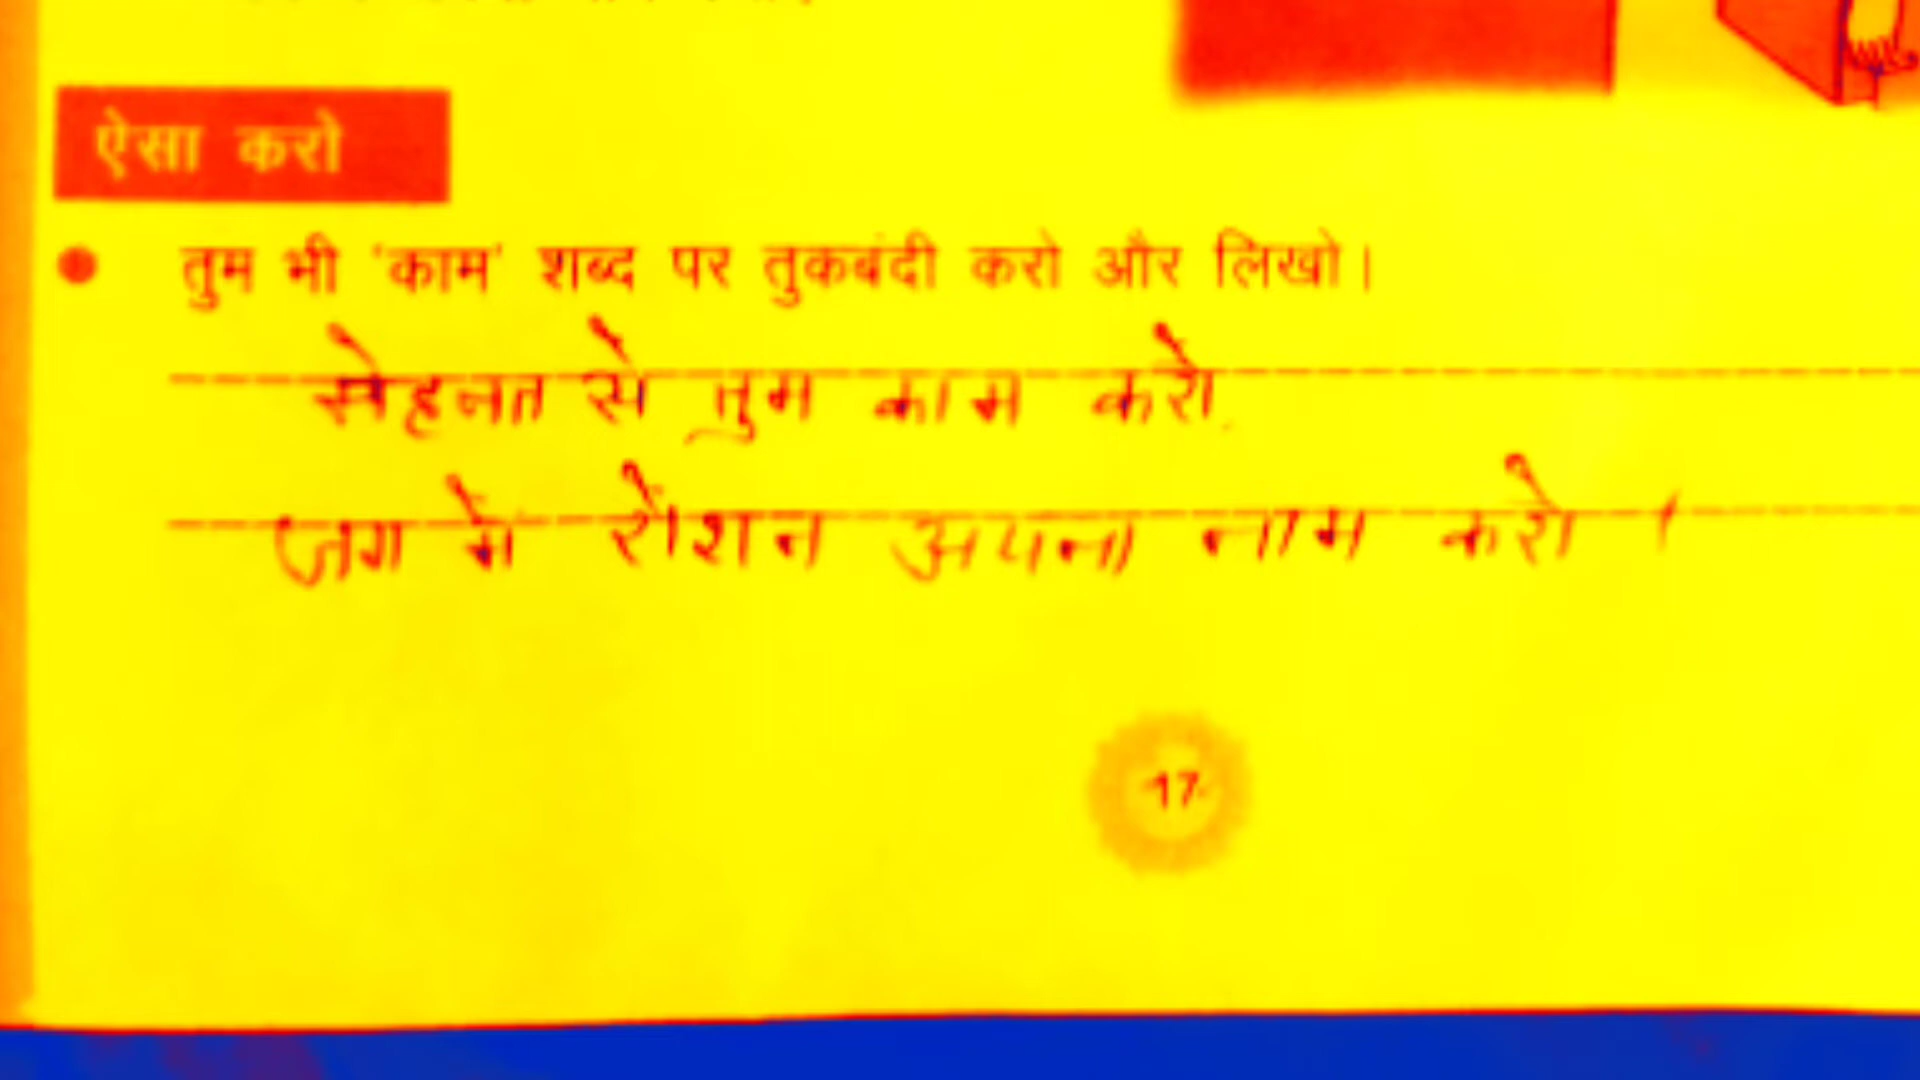 ऐसा करो
तुम भी 'काम' शब्द पर तुकबंदी करो और लिखो।
मेहनत से तुम काम करो
जग में रोशन अपना नाम करो ।
17